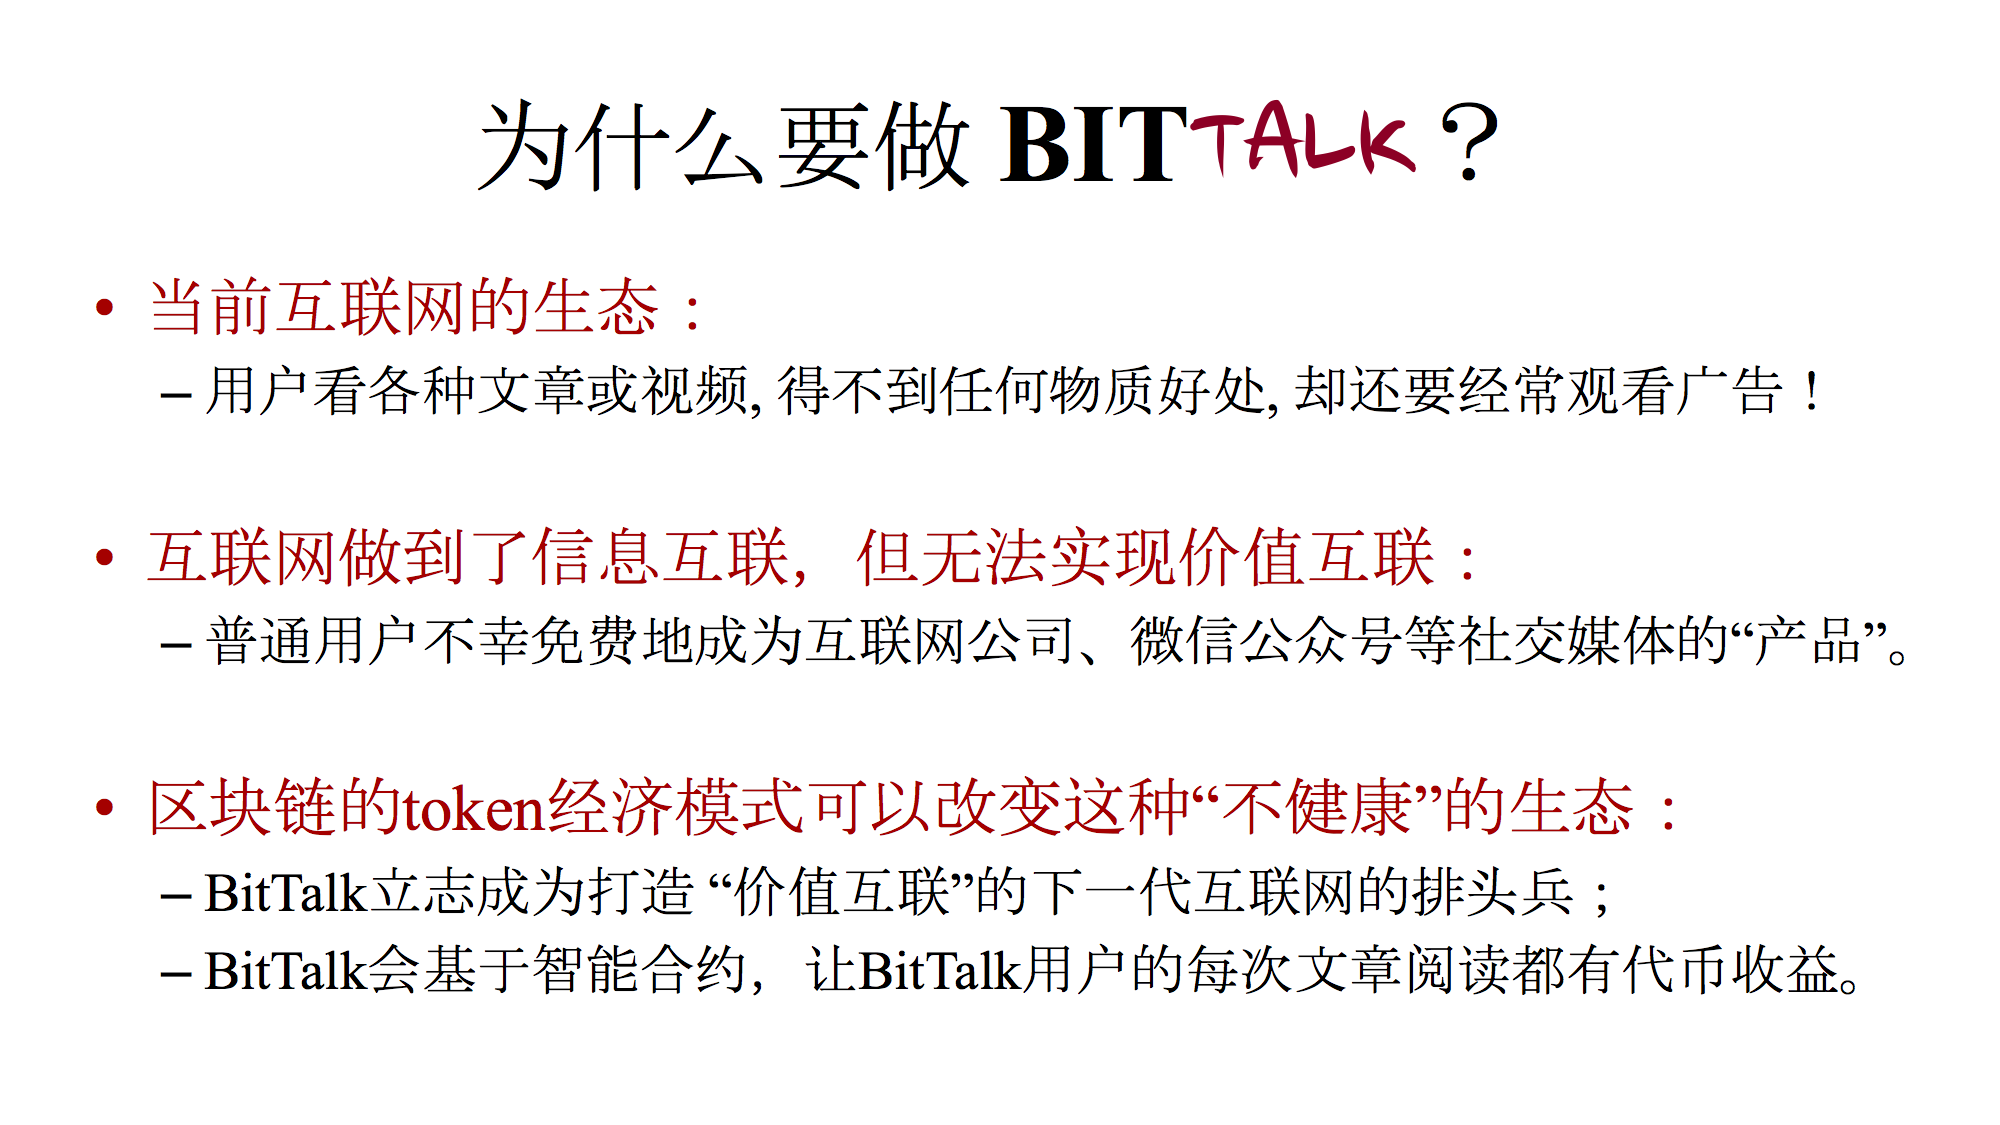 为什么要做 BITTALK？
• 当前互联网的生态：
– 用户看各种文章或视频, 得不到任何物质好处, 却还要经常观看广告！
• 互联网做到了信息互联，但无法实现价值互联：
– 普通用户不幸免费地成为互联网公司、微信公众号等社交媒体的“产品”。
• 区块链的token经济模式可以改变这种“不健康”的生态：
– BitTalk立志成为打造 “价值互联”的下一代互联网的排头兵；
– BitTalk会基于智能合约，让BitTalk用户的每次文章阅读都有代币收益。